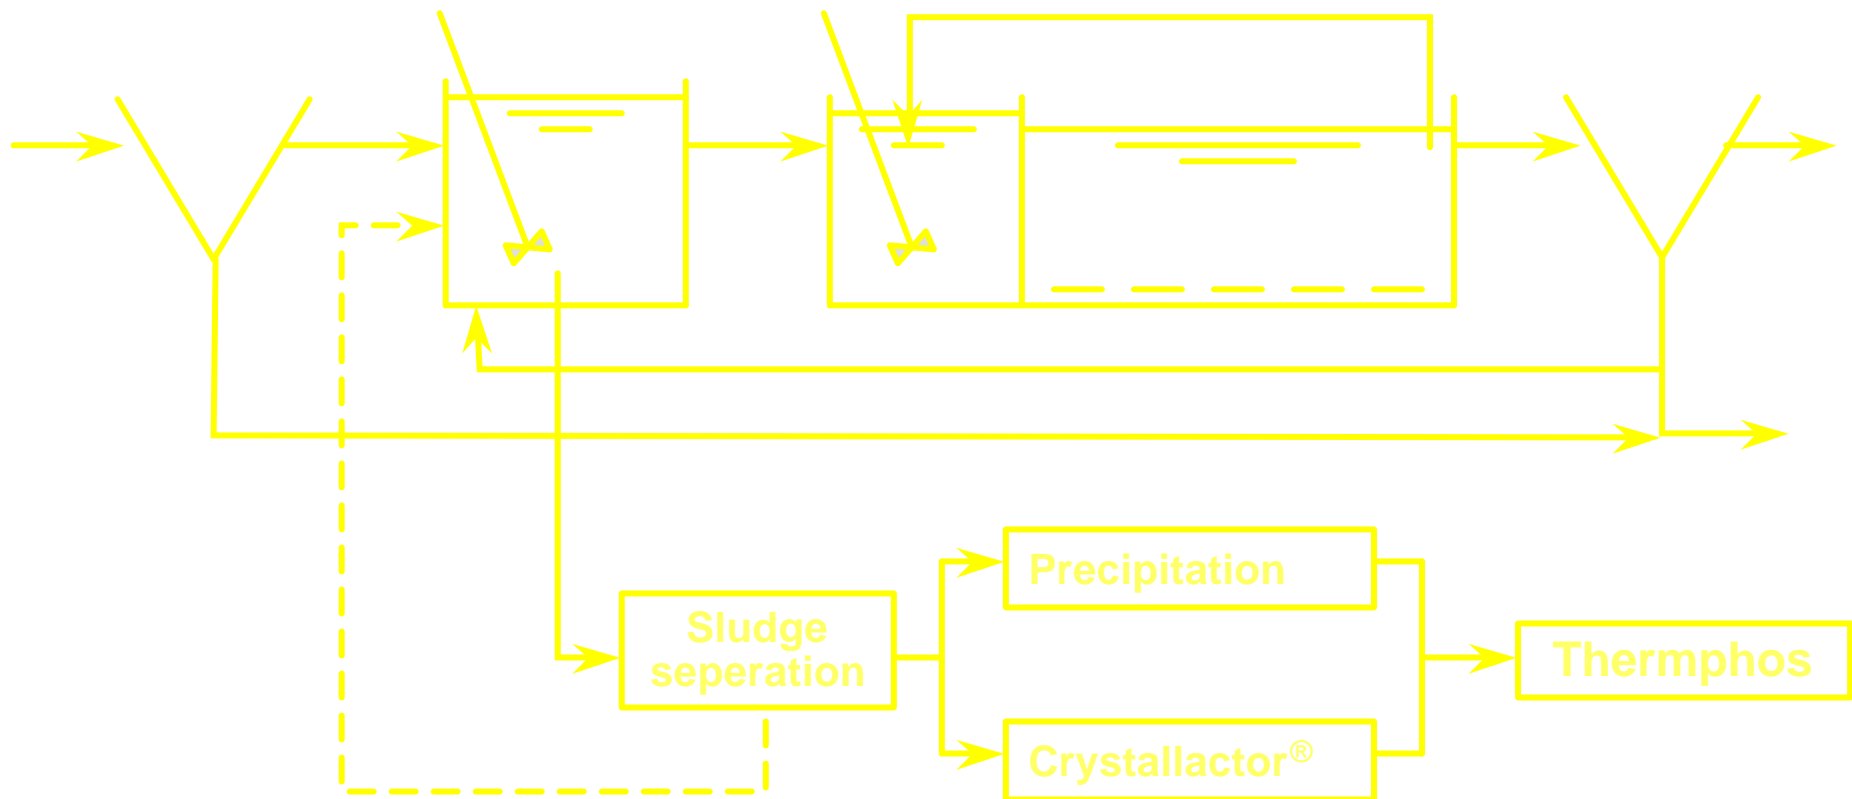 Precipitation
Sludge
seperation
Thermphos
Crystallactor®